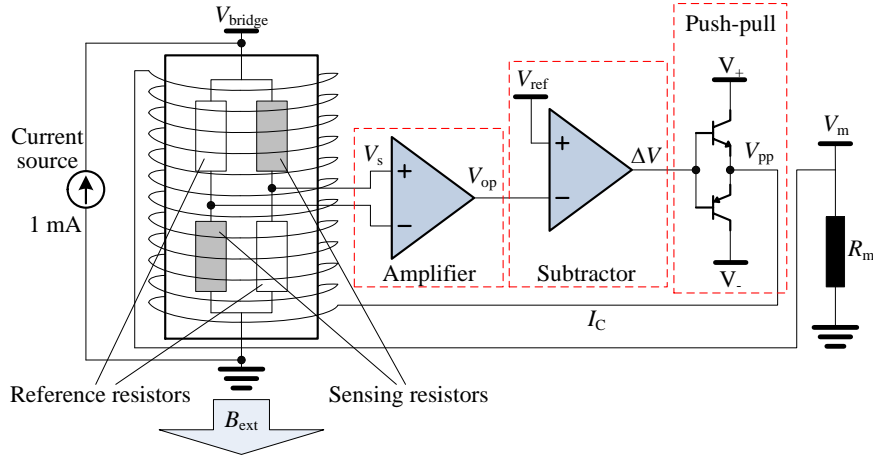 V_bridge
Push-pull
V_+
V_ref
V_m
Current
source
1 mA
V_s
+
−
V_op
+
−
ΔV
V_pp
R_m
Amplifier
Subtractor
V_-
I_C
Reference resistors
Sensing resistors
B_ext